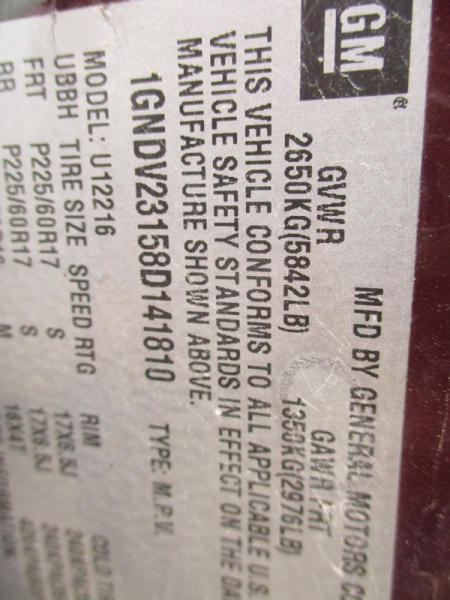 GM
MFD BY GENERAL MOTORS CO
GVWR GAWR FRT
2650KG(5842LB) 1350KG(2976LB)
THIS VEHICLE CONFORMS TO ALL APPLICABLE U.S.
VEHICLE SAFETY STANDARDS IN EFFECT ON THE DA
MANUFACTURE SHOWN ABOVE.
1GNDV23158D141810 TYPE: M.P.V.
MODEL: U12216
UBBH TIRE SIZE SPEED RTG RIM
FRT P225/60R17 S 17X6.5J
RR P225/60R17 S 17X6.5J
M 16X4T